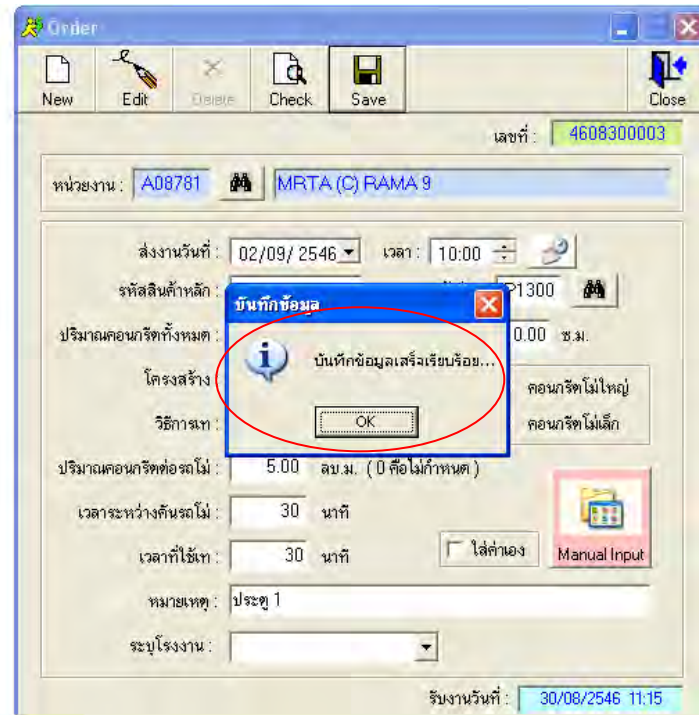 Order
New Edit Delete Check Save Close
เลขที่ : 4608300003
หน่วยงาน : A08781 MRTA (C) RAMA 9
ส่งงานวันที่ : 02/09/ 2546 เวลา : 10:00
รหัสสินค้าหลัก : P1300
บันทึกข้อมูล
ปริมาณคอนกรีตทั้งหมด : 0.00 ช.ม.
บันทึกข้อมูลเสร็จเรียบร้อย...
โครงสร้าง คอนกรีตโม่ใหญ่
OK
วิธีการเท : คอนกรีตโม่เล็ก
ปริมาณคอนกรีตต่อรถโม่ : 5.00 ลบ.ม. ( 0 คือไม่กำหนด )
เวลาระหว่างคันรถโม่ : 30 นาที
เวลาที่ใช้เท : 30 นาที ใส่ค่าเอง Manual Input
หมายเหตุ : ประตู 1
ระบุโรงงาน :
รับงานวันที่ : 30/08/2546 11:15